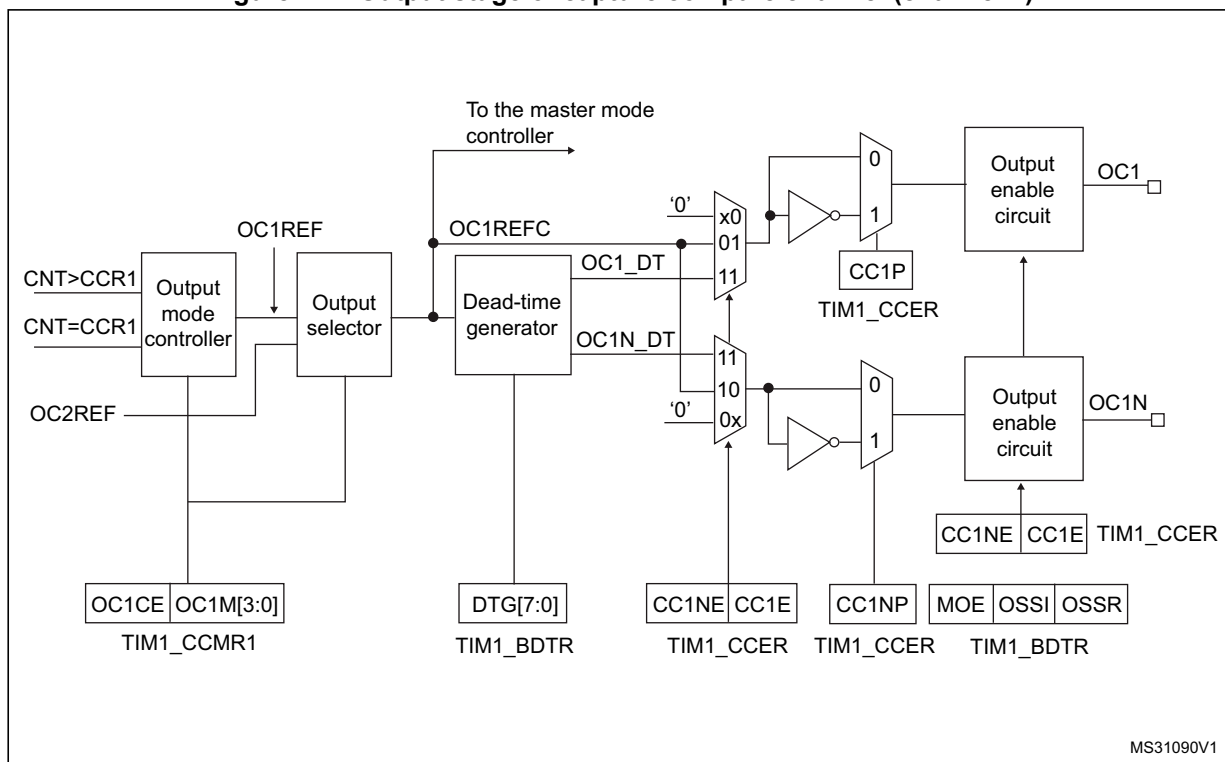 To the master mode
controller
'0'
x0
01
11
OC1REF
OC1REFC
OC1_DT
CNT>CCR1
CNT=CCR1
Output
mode
controller
Output
selector
Dead-time
generator
OC1N_DT
OC2REF
11
10
'0'
0x
0
1
CC1P
TIM1_CCER
Output
enable
circuit
OC1
0
1
Output
enable
circuit
OC1N
CC1NE CC1E TIM1_CCER
OC1CE OC1M[3:0]
TIM1_CCMR1
DTG[7:0]
TIM1_BDTR
CC1NE CC1E
TIM1_CCER
CC1NP
TIM1_CCER
MOE OSSI OSSR
TIM1_BDTR
MS31090V1